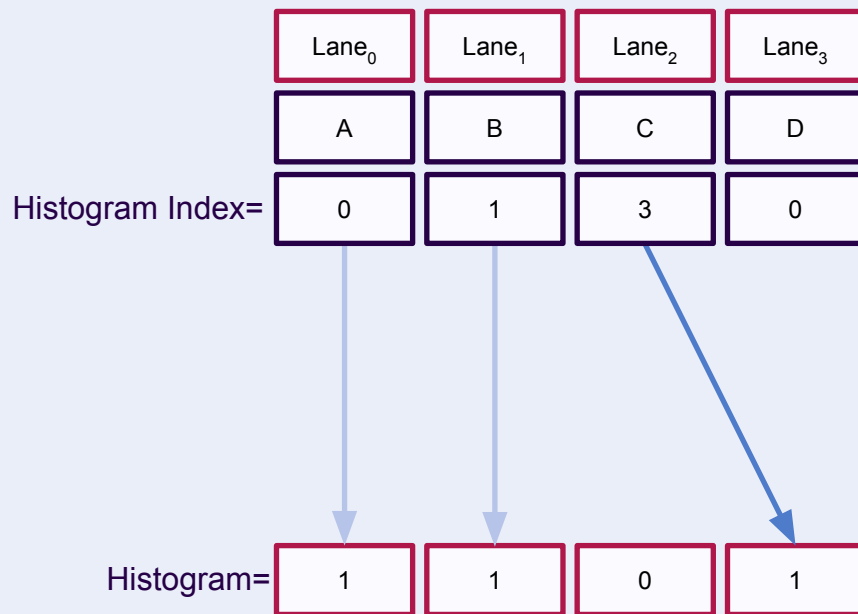 Lane₀ Lane₁ Lane₂ Lane₃
A B C D
Histogram Index= 0 1 3 0
Histogram= 1 1 0 1